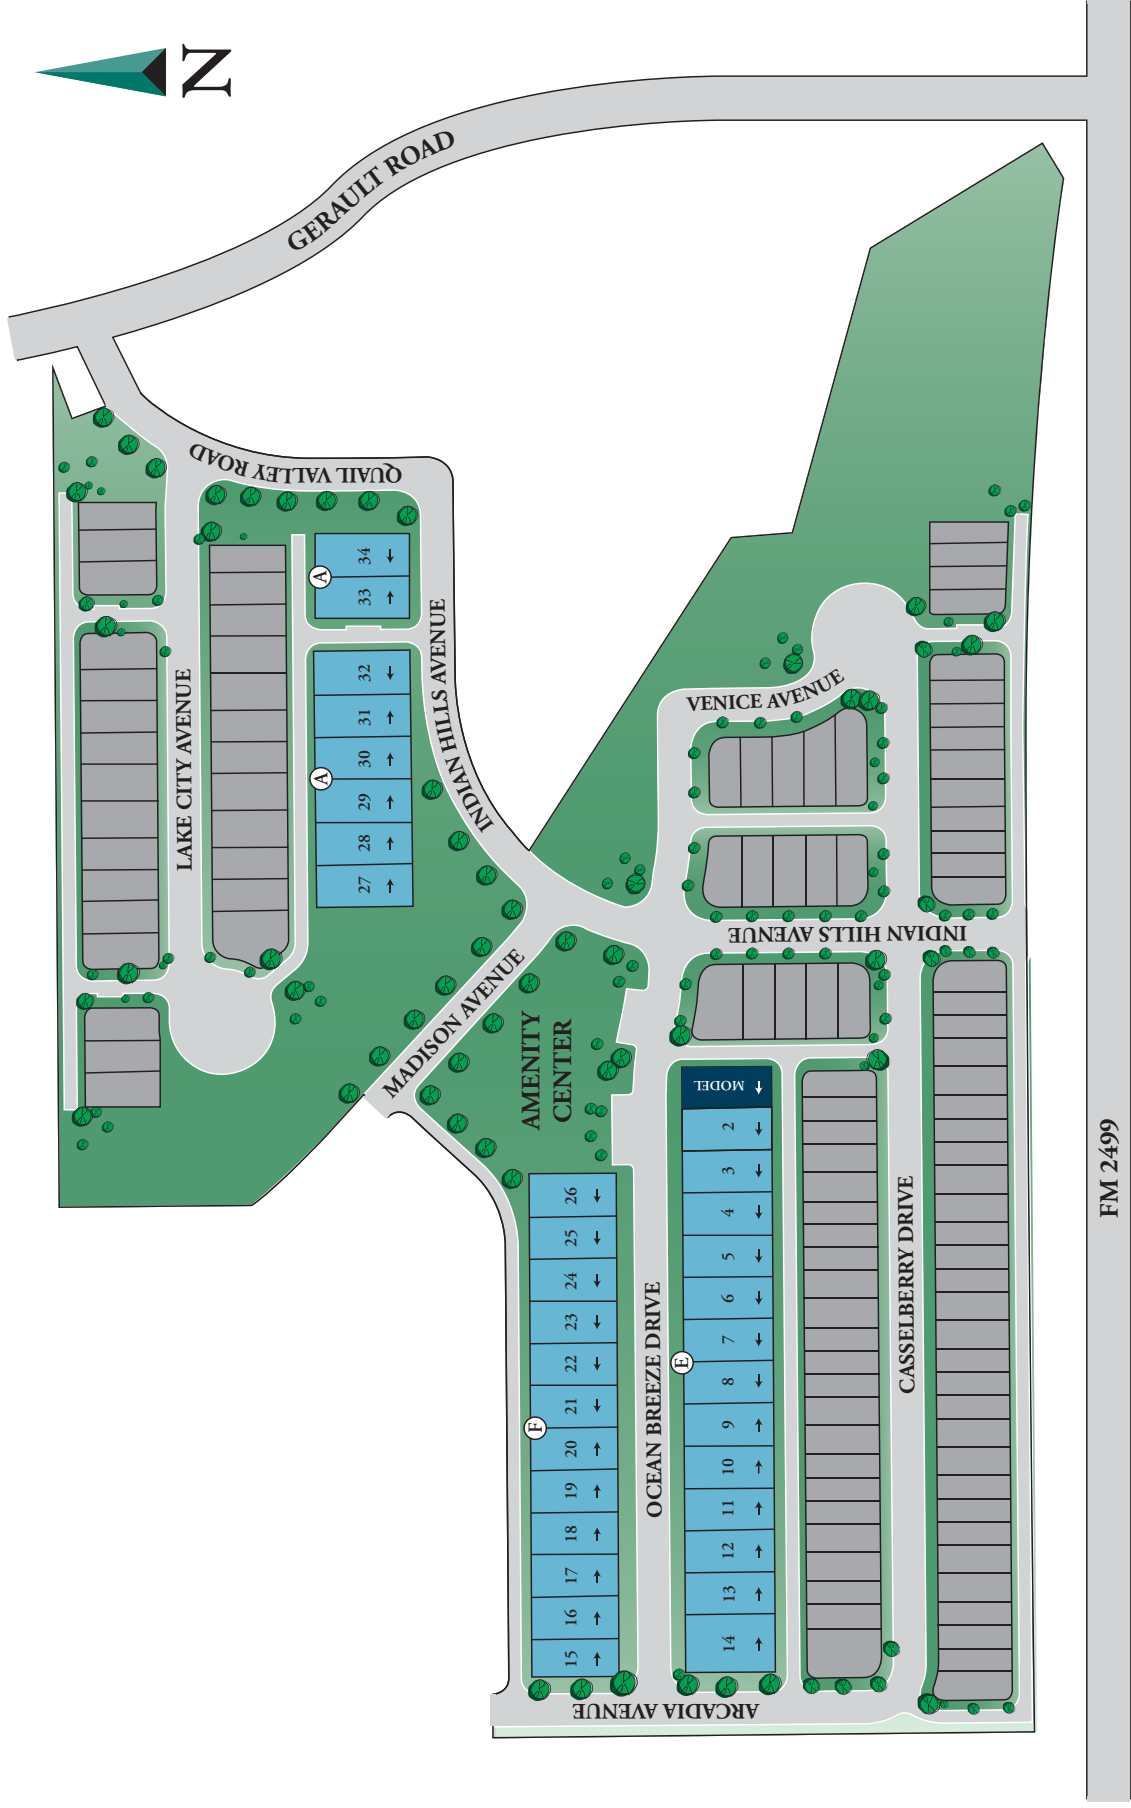 N
GERAULT ROAD
QUAIL VALLEY ROAD
34
A
33
INDIAN HILLS AVENUE
32
31
30
A
29
28
27
LAKE CITY AVENUE
VENICE AVENUE
INDIAN HILLS AVENUE
MADISON AVENUE
AMENITY
CENTER
MODEL
2
3
4
5
6
7
E
8
9
10
11
12
13
14
26
25
24
23
22
21
F
20
19
18
17
16
15
OCEAN BREEZE DRIVE
CASSELBERRY DRIVE
FM 2499
ARCADIA AVENUE